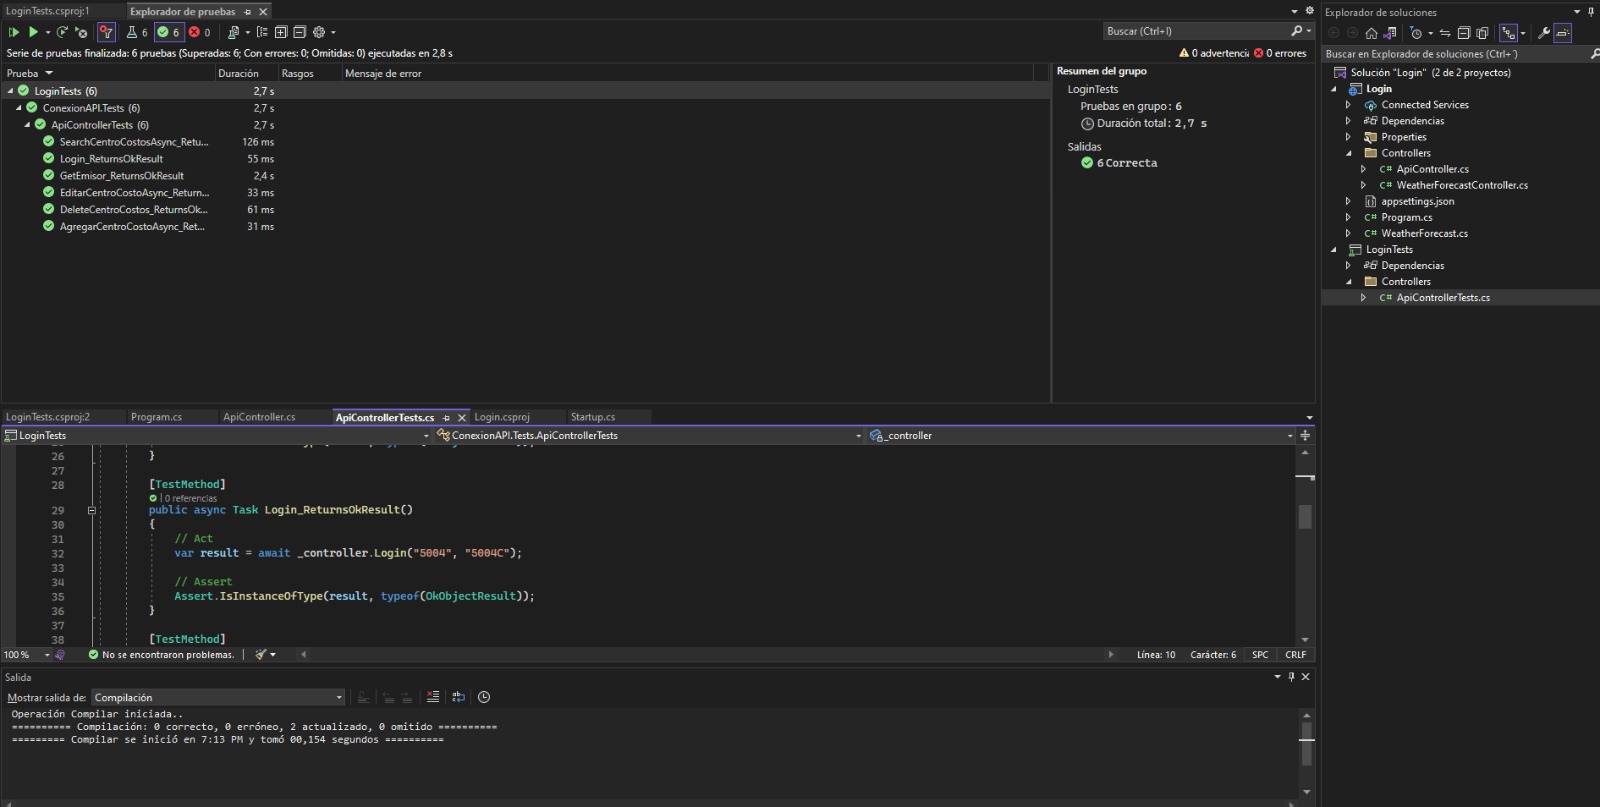 LoginTests.csproj:1
Explorador de pruebas
6
6
0
Buscar (Ctrl+I)
Serie de pruebas finalizada: 6 pruebas (Superadas: 6; Con errores: 0; Omitidas: 0) ejecutadas en 2,8 s
0 advertencia
0 errores
Prueba
Duración
Rasgos
Mensaje de error
LoginTests (6) 2,7 s
ConexionAPI.Tests (6) 2,7 s
ApiControllerTests (6) 2,7 s
SearchCentroCostosAsync_Retu... 126 ms
Login_ReturnsOkResult 55 ms
GetEmisor_ReturnsOkResult 2,4 s
EditarCentroCostoAsync_Return... 33 ms
DeleteCentroCostos_ReturnsOk... 61 ms
AgregarCentroCostoAsync_Ret... 31 ms
Resumen del grupo
LoginTests
Pruebas en grupo: 6
Duración total: 2,7 s
Salidas
6 Correcta
LoginTests.csproj:2
Program.cs
ApiController.cs
ApiControllerTests.cs
Login.csproj
Startup.cs
LoginTests
ConexionAPI.Tests.ApiControllerTests
_controller
26 }
27
28 [TestMethod]
0 referencias
29 public async Task Login_ReturnsOkResult()
30 {
31 // Act
32 var result = await _controller.Login("5004", "5004C");
33
34 // Assert
35 Assert.IsInstanceOfType(result, typeof(OkObjectResult));
36 }
37
38 [TestMethod]
100 %
No se encontraron problemas.
Línea: 10
Carácter: 6
SPC
CRLF
Salida
Mostrar salida de: Compilación
Operación Compilar iniciada..
========== Compilación: 0 correcto, 0 erróneo, 2 actualizado, 0 omitido ==========
========= Compilar se inició en 7:13 PM y tomó 00,154 segundos ==========
Explorador de soluciones
Buscar en Explorador de soluciones (Ctrl+´)
Solución "Login" (2 de 2 proyectos)
Login
Connected Services
Dependencias
Properties
Controllers
C# ApiController.cs
C# WeatherForecastController.cs
appsettings.json
C# Program.cs
C# WeatherForecast.cs
LoginTests
Dependencias
Controllers
C# ApiControllerTests.cs